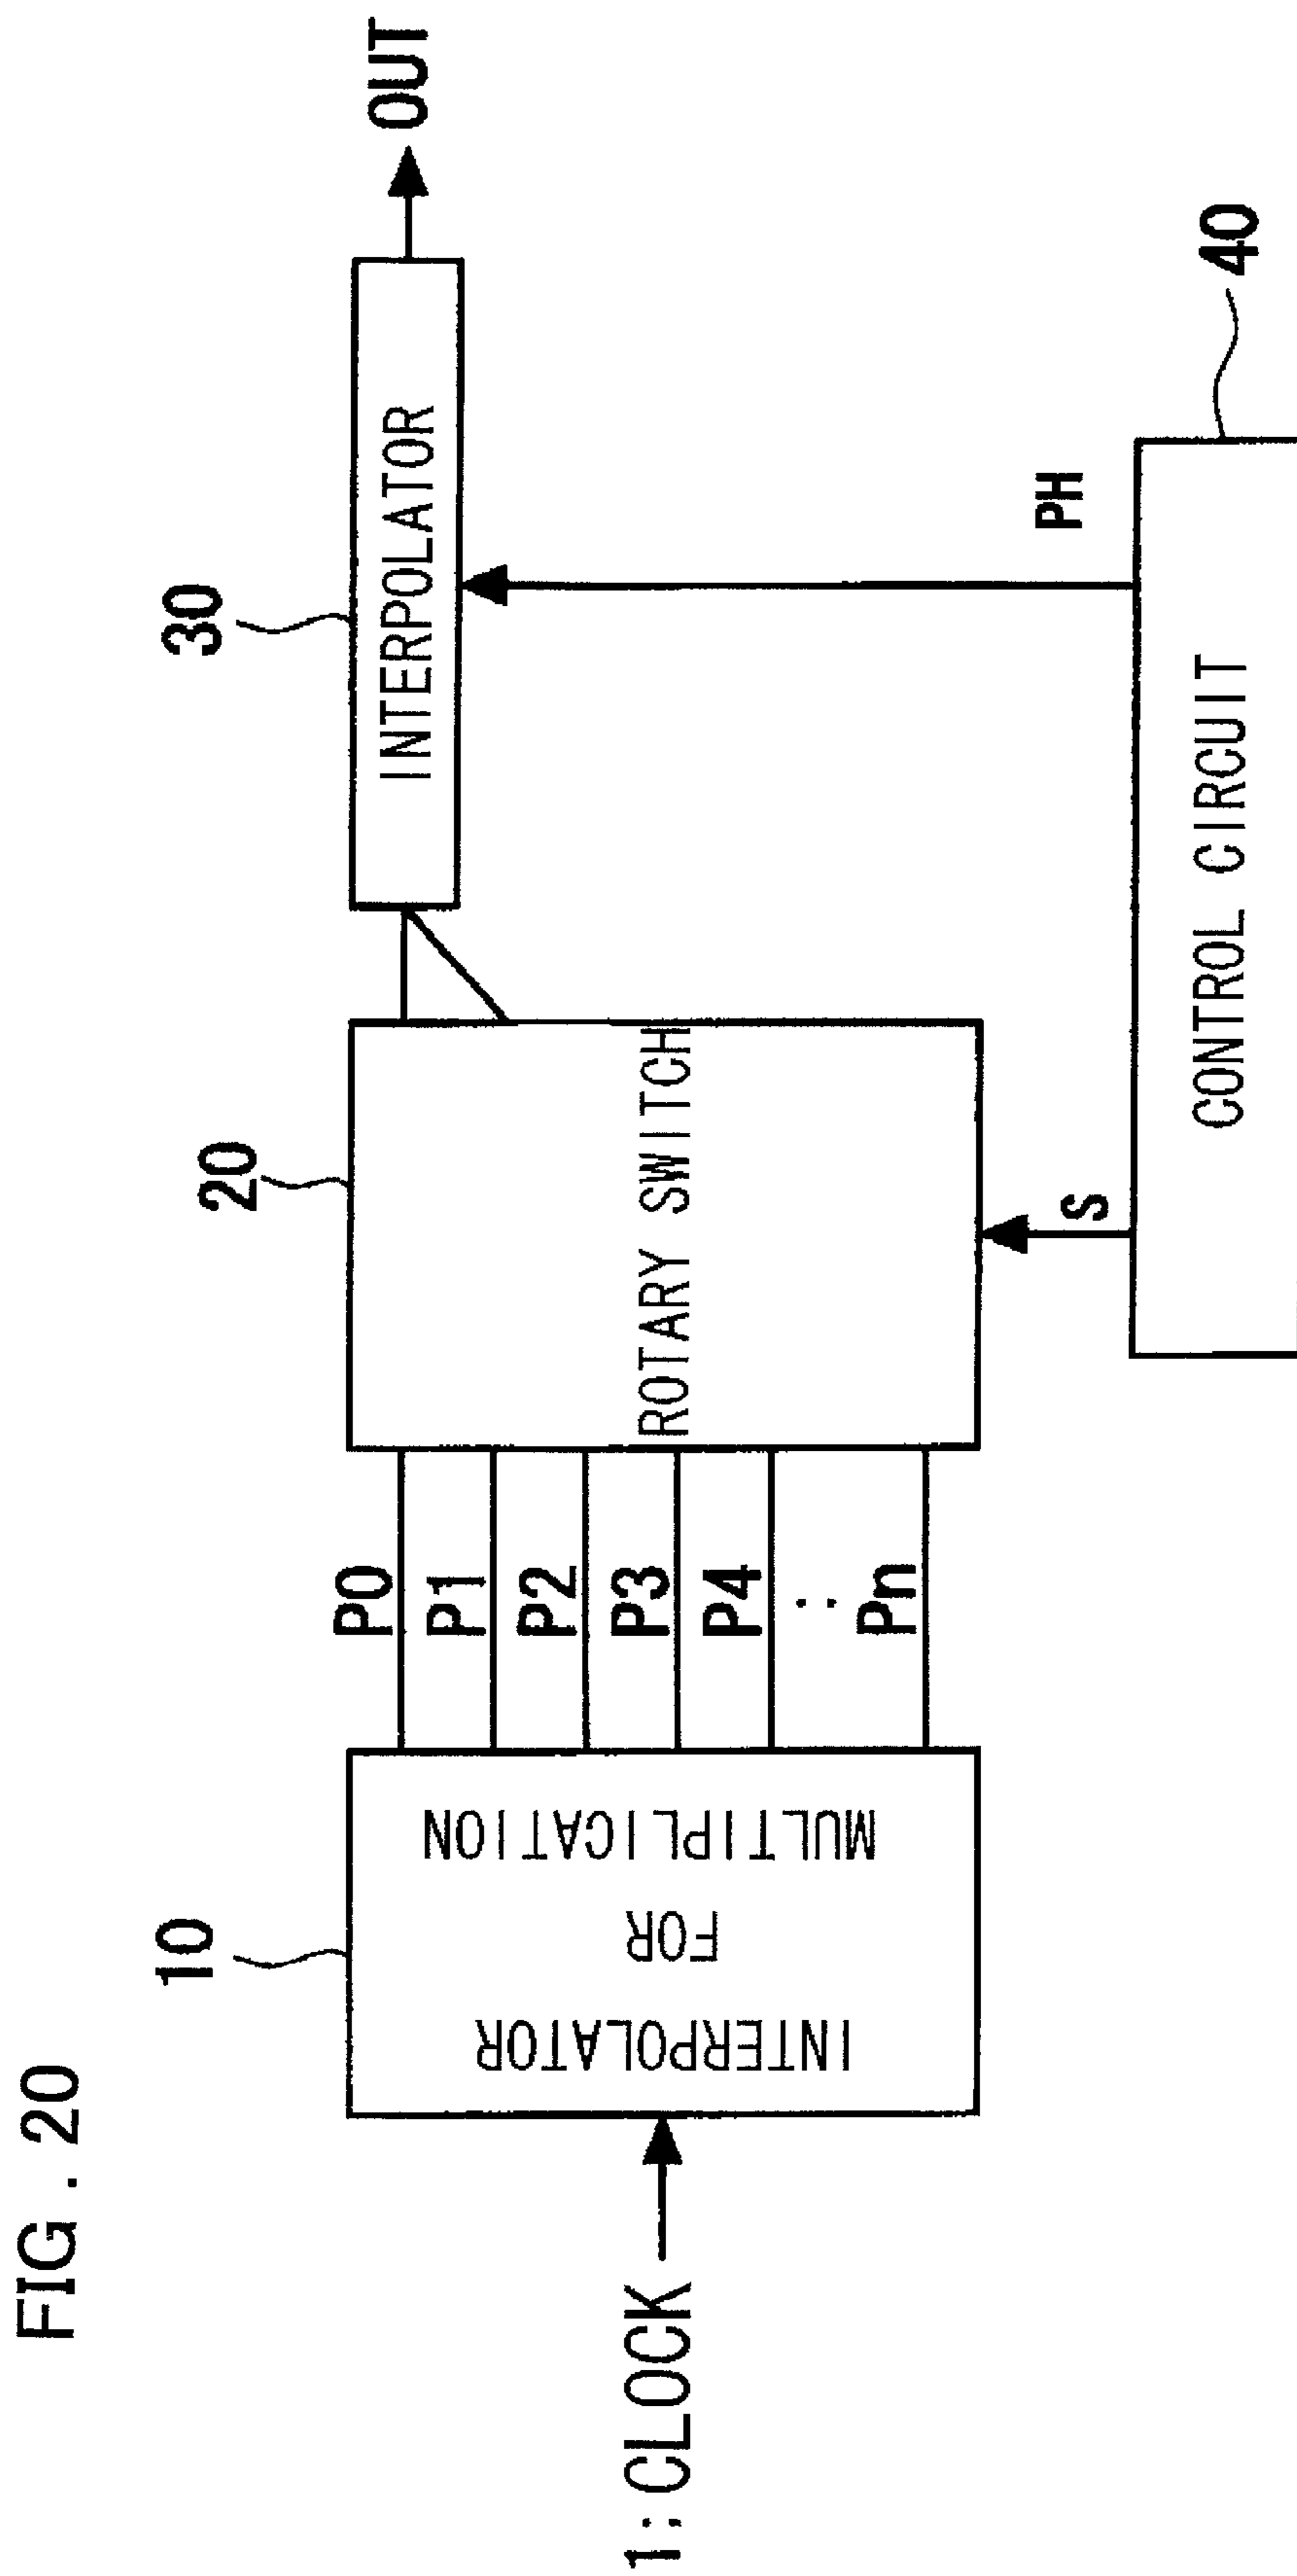 FIG. 20
1:CLOCK
10
INTERPOLATOR
FOR
MULTIPLICATION
P0
P1
P2
P3
P4
Pn
20
ROTARY SWITCH
30
INTERPOLATOR
OUT
S
PH
40
CONTROL CIRCUIT